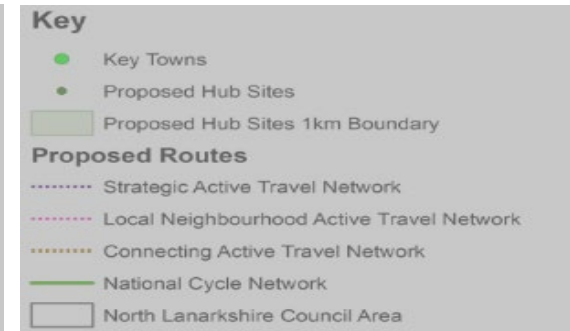 Key
Key Towns
Proposed Hub Sites
Proposed Hub Sites 1km Boundary
Proposed Routes
Strategic Active Travel Network
Local Neighbourhood Active Travel Network
Connecting Active Travel Network
National Cycle Network
North Lanarkshire Council Area